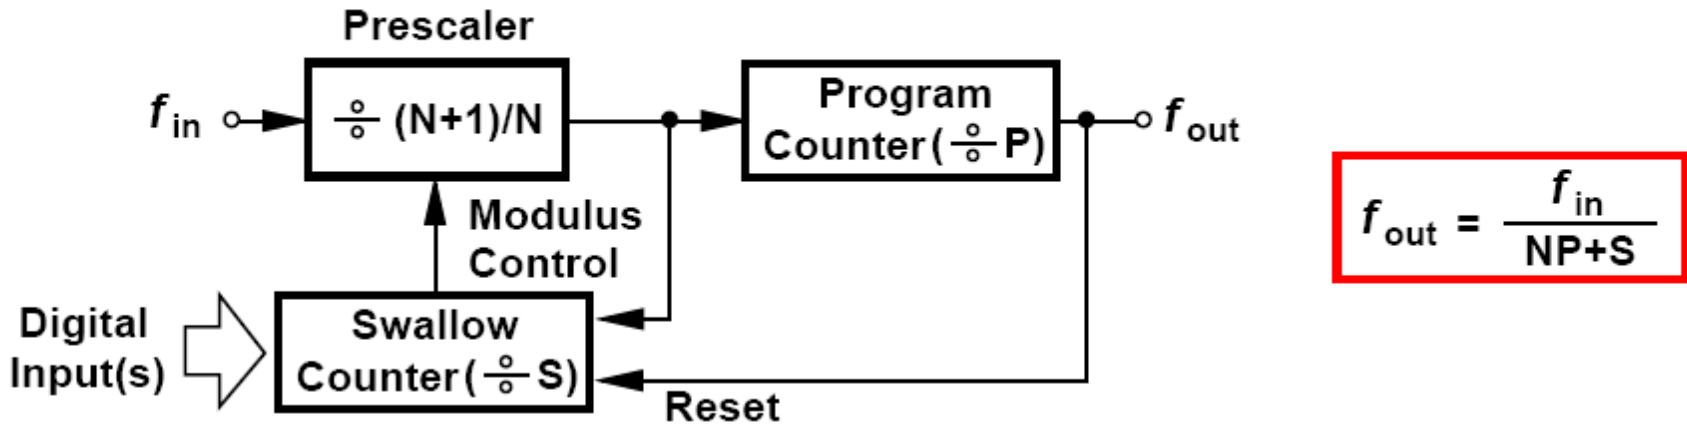 Prescaler
f in
÷ (N+1)/N
Program
Counter(÷P)
f out
Modulus
Control
Digital
Input(s)
Swallow
Counter(÷S)
Reset
f out = f in / NP+S